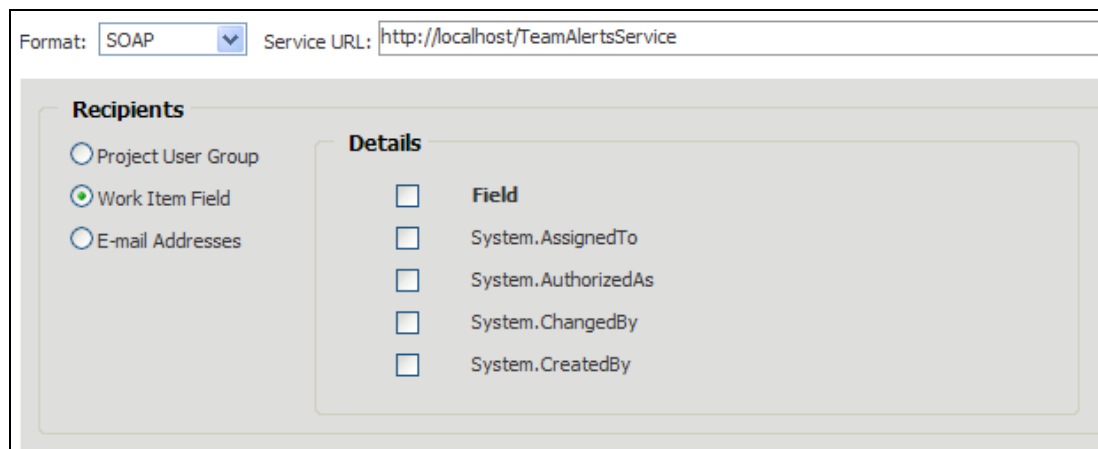 Format: SOAP Service URL: http://localhost/TeamAlertsService
Recipients
Project User Group
Work Item Field
E-mail Addresses
Details
Field
System.AssignedTo
System.AuthorizedAs
System.ChangedBy
System.CreatedBy